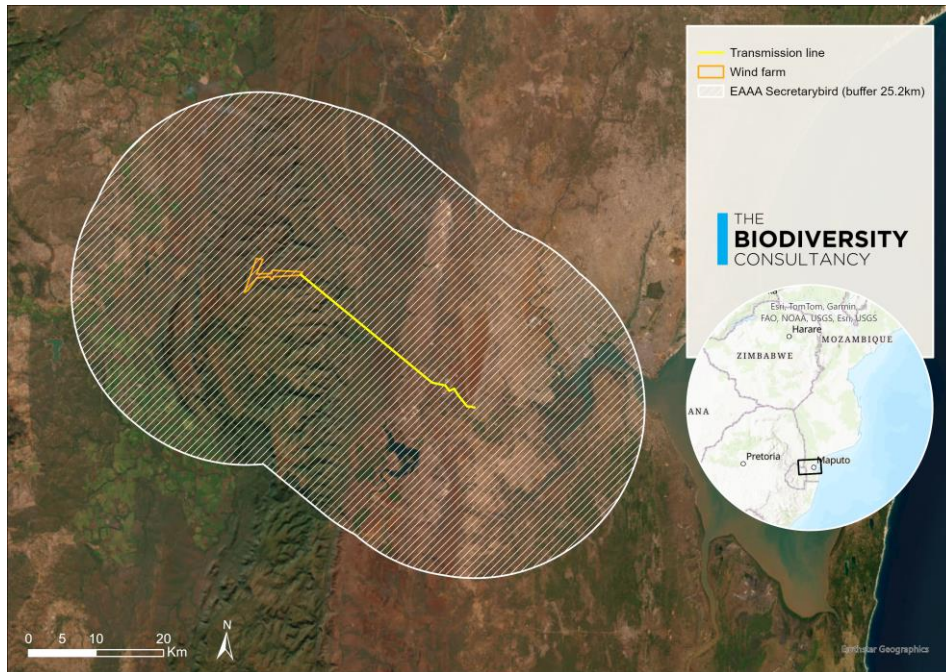 Transmission line
Wind farm
EAAA Secretarybird (buffer 25.2km)
THE
BIODIVERSITY
CONSULTANCY
Esri, TomTom, Garmin,
FAO, NOAA, USGS, Esri, USGS
Harare
MOZAMBIQUE
ZIMBABWE
ANA
Pretoria
Maputo
0 5 10 20
Km
N
Earthstar Geographics